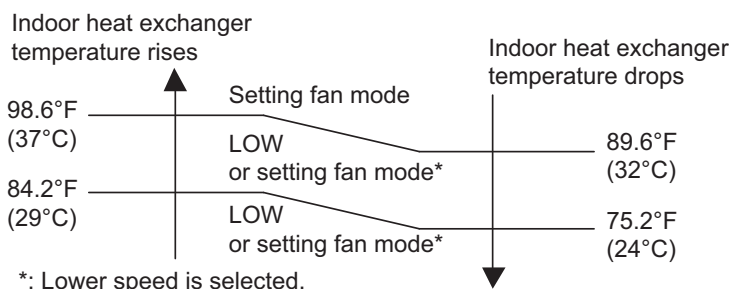 Indoor heat exchanger
temperature rises
Indoor heat exchanger
temperature drops
98.6°F
(37°C)
Setting fan mode
LOW
or setting fan mode*
89.6°F
(32°C)
84.2°F
(29°C)
LOW
or setting fan mode*
75.2°F
(24°C)
*: Lower speed is selected.